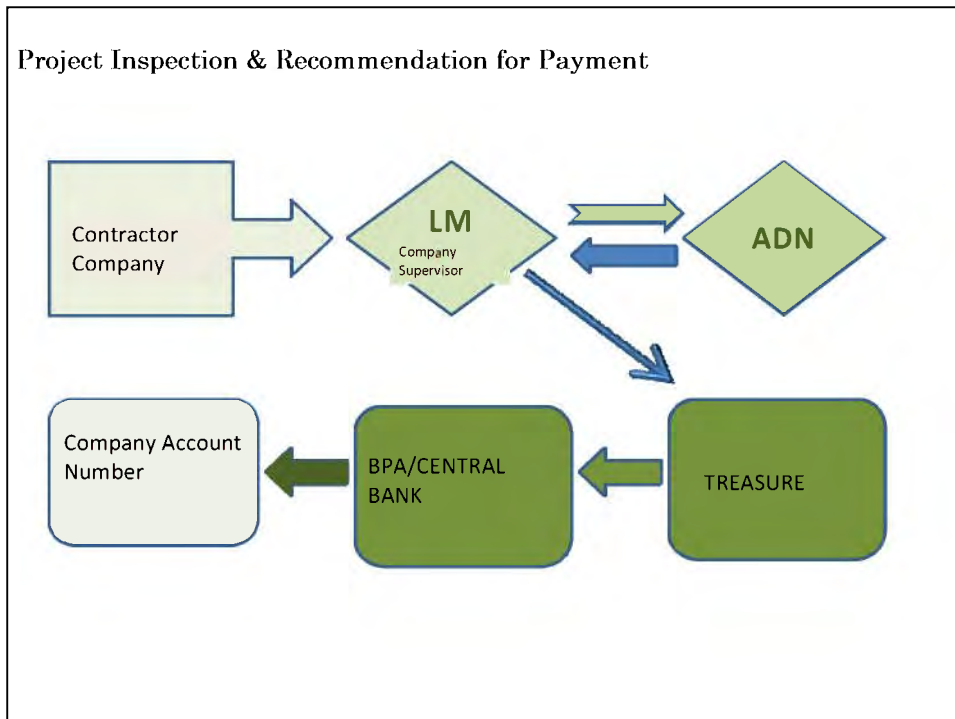 Project Inspection & Recommendation for Payment
Contractor
Company
LM
Company
Supervisor
ADN
Company Account
Number
BPA/CENTRAL
BANK
TREASURE